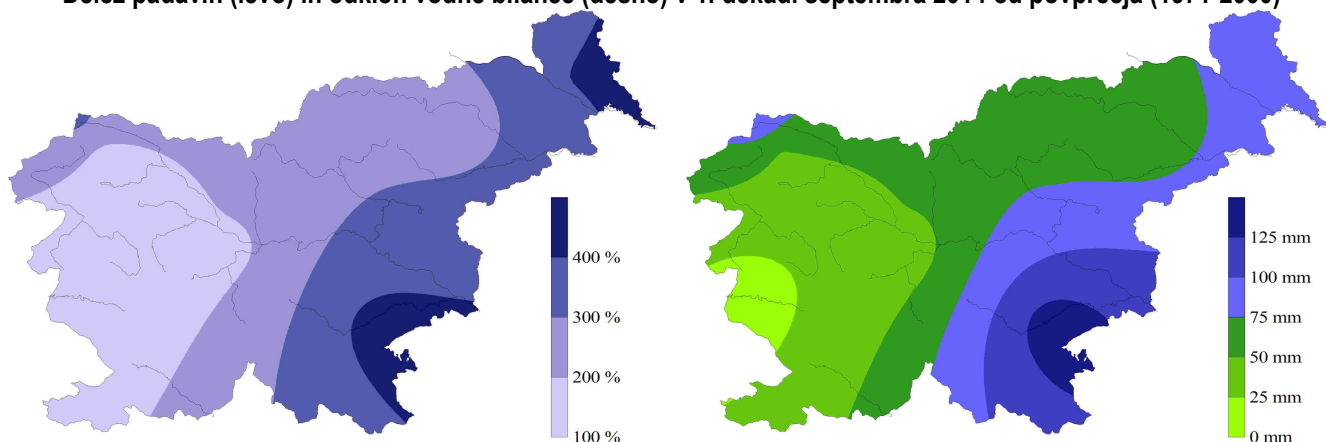 Delež padavin (levo) in odklon vodne bilance (desno) v dekadi septembra 2014 od povprečja (1971-2000)
400 %
300 %
200 %
100 %
125 mm
100 mm
75 mm
50 mm
25 mm
0 mm